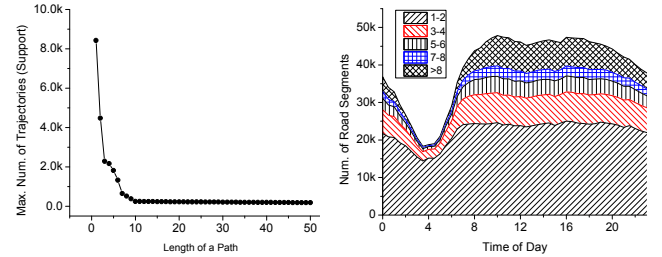 10.0k
8.0k
6.0k
4.0k
2.0k
0.0
0 10 20 30 40 50
Max. Num. of Trajectories (Support)
Length of a Path
50k
40k
30k
20k
10k
0
0 4 8 12 16 20
Num. of Road Segments
Time of Day
1-2
3-4
5-6
7-8
>8